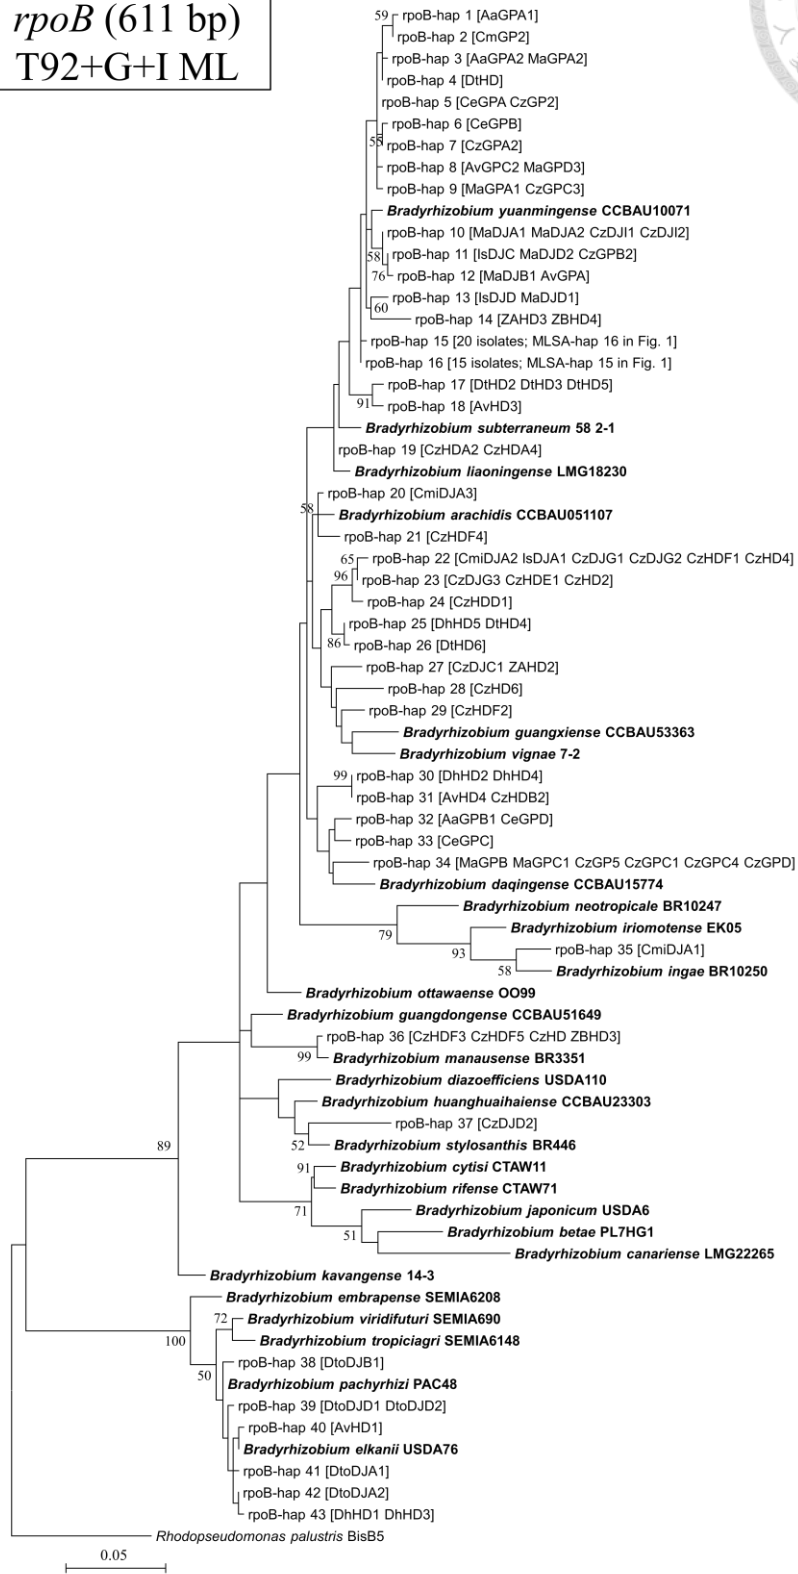 rpoB (611 bp)
T92+G+I ML
59
rpoB-hap 1 [AaGPA1]
rpoB-hap 2 [CmGP2]
rpoB-hap 3 [AaGPA2 MaGPA2]
rpoB-hap 4 [DtHD]
rpoB-hap 5 [CeGPA CzGP2]
rpoB-hap 6 [CeGPB]
55
rpoB-hap 7 [CzGPA2]
rpoB-hap 8 [AvGPC2 MaGPD3]
rpoB-hap 9 [MaGPA1 CzGPC3]
Bradyrhizobium yuanmingense CCBAU10071
rpoB-hap 10 [MaDJA1 MaDJA2 CzDJI1 CzDJI2]
58
rpoB-hap 11 [IsDJC MaDJD2 CzGPB2]
76
rpoB-hap 12 [MaDJB1 AvGPA]
rpoB-hap 13 [IsDJD MaDJD1]
60
rpoB-hap 14 [ZAHD3 ZBHD4]
rpoB-hap 15 [20 isolates; MLSA-hap 16 in Fig. 1]
rpoB-hap 16 [15 isolates; MLSA-hap 15 in Fig. 1]
rpoB-hap 17 [DtHD2 DtHD3 DtHD5]
91
rpoB-hap 18 [AvHD3]
Bradyrhizobium subterraneum 58 2-1
rpoB-hap 19 [CzHDA2 CzHDA4]
Bradyrhizobium liaoningense LMG18230
rpoB-hap 20 [CmiDJA3]
58
Bradyrhizobium arachidis CCBAU051107
rpoB-hap 21 [CzHDF4]
65
rpoB-hap 22 [CmiDJA2 IsDJA1 CzDJG1 CzDJG2 CzHDF1 CzHD4]
96
rpoB-hap 23 [CzDJG3 CzHDE1 CzHD2]
rpoB-hap 24 [CzHDD1]
rpoB-hap 25 [DhHD5 DtHD4]
86
rpoB-hap 26 [DtHD6]
rpoB-hap 27 [CzDJC1 ZAHD2]
rpoB-hap 28 [CzHD6]
rpoB-hap 29 [CzHDF2]
Bradyrhizobium guangxiense CCBAU53363
Bradyrhizobium vignae 7-2
99
rpoB-hap 30 [DhHD2 DhHD4]
rpoB-hap 31 [AvHD4 CzHDB2]
rpoB-hap 32 [AaGPB1 CeGPD]
rpoB-hap 33 [CeGPC]
rpoB-hap 34 [MaGPB MaGPC1 CzGP5 CzGPC1 CzGPC4 CzGPD]
Bradyrhizobium daqingense CCBAU15774
Bradyrhizobium neotropicale BR10247
79
Bradyrhizobium iriomotense EK05
93
rpoB-hap 35 [CmiDJA1]
58
Bradyrhizobium ingae BR10250
Bradyrhizobium ottawaense OO99
Bradyrhizobium guangdongense CCBAU51649
rpoB-hap 36 [CzHDF3 CzHDF5 CzHD ZBHD3]
99
Bradyrhizobium manausense BR3351
Bradyrhizobium diazoefficiens USDA110
Bradyrhizobium huanghuaihaiense CCBAU23303
rpoB-hap 37 [CzDJD2]
52
Bradyrhizobium stylosanthis BR446
89
91
Bradyrhizobium cytisi CTAW11
Bradyrhizobium rifense CTAW71
71
Bradyrhizobium japonicum USDA6
51
Bradyrhizobium betae PL7HG1
Bradyrhizobium canariense LMG22265
Bradyrhizobium kavangense 14-3
Bradyrhizobium embrapense SEMIA6208
72
Bradyrhizobium viridifuturi SEMIA690
100
Bradyrhizobium tropiciagri SEMIA6148
rpoB-hap 38 [DtoDJB1]
50
Bradyrhizobium pachyrhizi PAC48
rpoB-hap 39 [DtoDJD1 DtoDJD2]
rpoB-hap 40 [AvHD1]
Bradyrhizobium elkanii USDA76
rpoB-hap 41 [DtoDJA1]
rpoB-hap 42 [DtoDJA2]
rpoB-hap 43 [DhHD1 DhHD3]
Rhodopseudomonas palustris BisB5
0.05